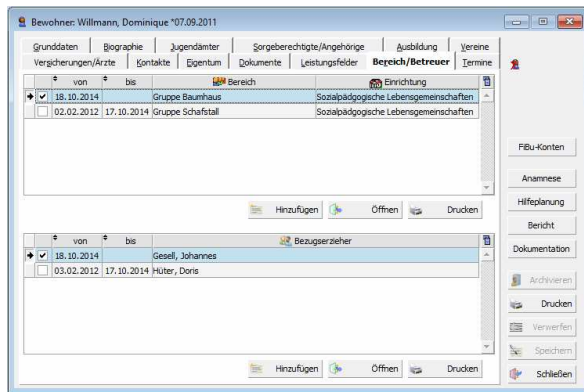 Bewohner: Willmann, Dominique *07.09.2011
Grunddaten Biographie Jugendämter Sorgeberechtigte/Angehörige Ausbildung Vereine
Versicherungen/Ärzte Kontakte Eigentum Dokumente Leistungsfelder Bereich/Betreuer Termine
von bis Bereich Einrichtung
18.10.2014 Gruppe Baumhaus Sozialpädgogische Lebensgemeinschaften
02.02.2012 17.10.2014 Gruppe Schafstall Sozialpädgogische Lebensgemeinschaften
Hinzufügen Öffnen Drucken
von bis Bezugserzieher
18.10.2014 Gesell, Johannes
03.02.2012 17.10.2014 Hüter, Doris
Hinzufügen Öffnen Drucken
FiBu-Konten
Anamnese
Hilfeplanung
Bericht
Dokumentation
Archivieren
Drucken
Verwerfen
Speichern
Schließen